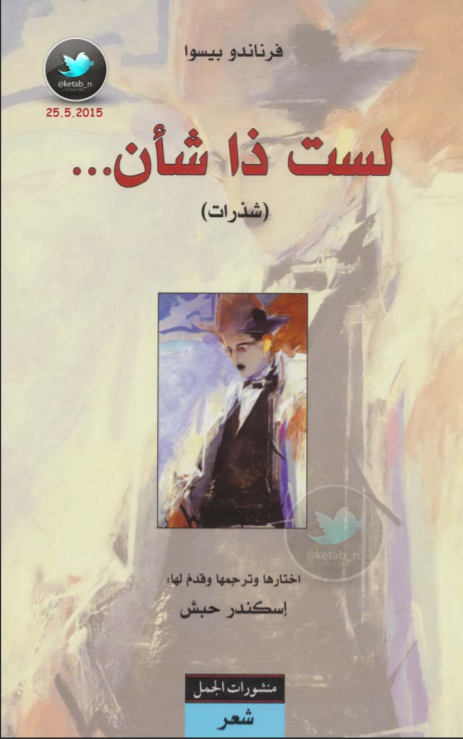 فرناندو بيسوا
@ketab_n
25.5.2015
لست ذا شأن...
(شذرات)
@ketab_n
اختارها وترجمها وقدم لها:
إسكندر حبش
منشورات الجمل
شعر